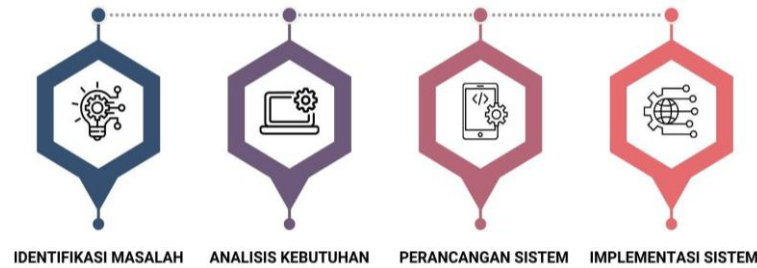 IDENTIFIKASI MASALAH
ANALISIS KEBUTUHAN
PERANCANGAN SISTEM
IMPLEMENTASI SISTEM